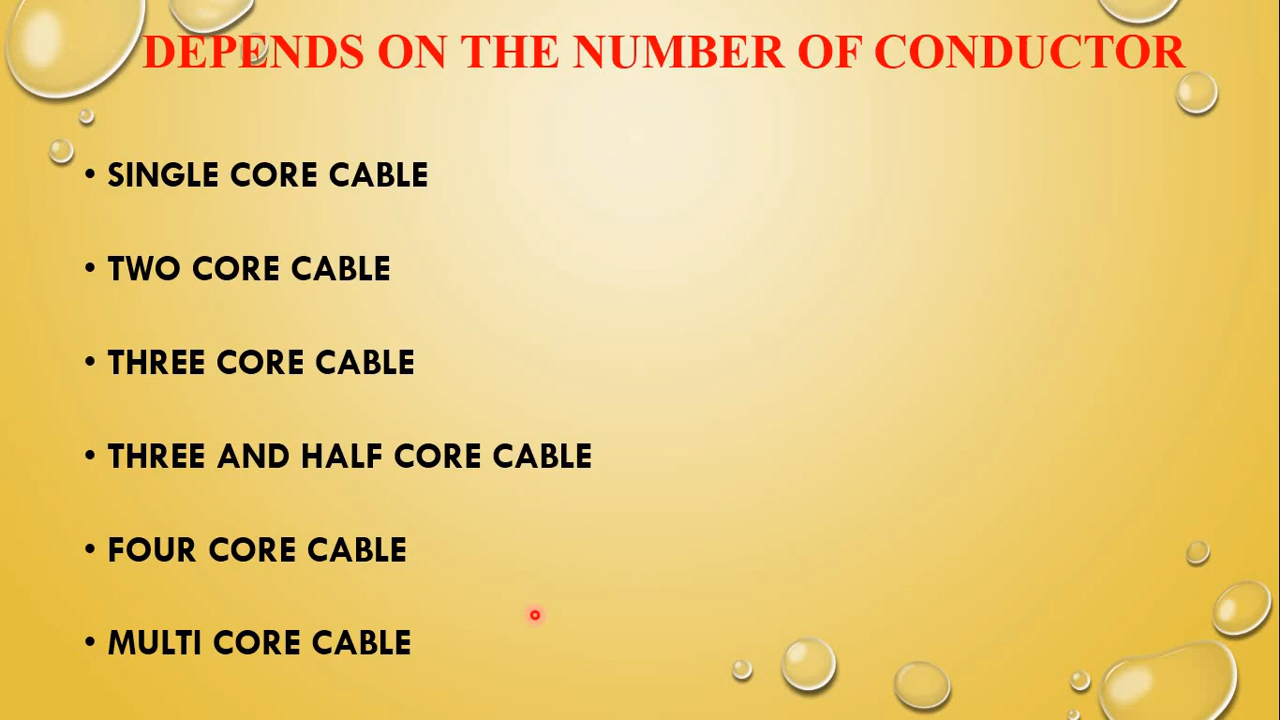 DEPENDS ON THE NUMBER OF CONDUCTOR
• SINGLE CORE CABLE
• TWO CORE CABLE
• THREE CORE CABLE
• THREE AND HALF CORE CABLE
• FOUR CORE CABLE
• MULTI CORE CABLE